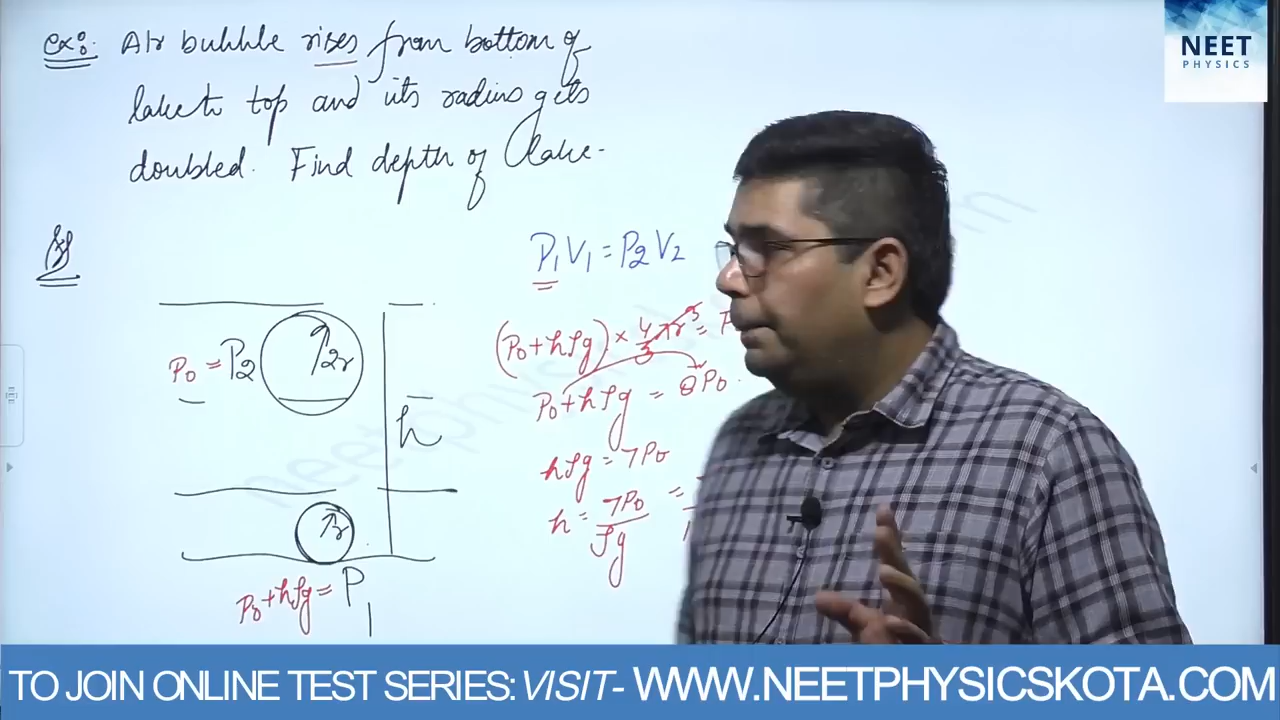 ex:. Air bubble rises from bottom of
lake to top and its radius gets
doubled. Find depth of lake.
NEET
PHYSICS
P₁V₁ = P₂V₂
(P₀+hρg) × 4/3 πr³ = P
P₀+hρg = 8P₀.
hρg = 7P₀
h = 7P₀/ρg =
P₀ = P₂
2r
h
r
P₀+hρg = P₁
TO JOIN ONLINE TEST SERIES: VISIT- WWW.NEETPHYSICSKOTA.COM